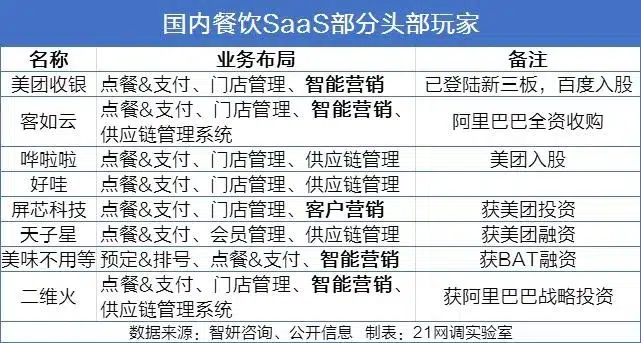 国内餐饮SaaS部分头部玩家
名称 业务布局 备注
美团收银 点餐&支付、门店管理、智能营销 已登陆新三板，百度入股
客如云 点餐&支付、门店管理、智能营销、
供应链管理系统 阿里巴巴全资收购
哗啦啦 点餐&支付、门店管理、供应链管理 美团入股
好哇 点餐&支付、门店管理、供应链管理
屏芯科技 点餐&支付、门店管理、客户营销 获美团投资
天子星 点餐&支付、会员管理、供应链管理 获美团融资
美味不用等 预定&排号、点餐&支付、智能营销 获BAT融资
二维火 点餐&支付、门店管理、智能营销、
供应链管理系统 获阿里巴巴战略投资
数据来源：智妍咨询、公开信息 制表：21网调实验室